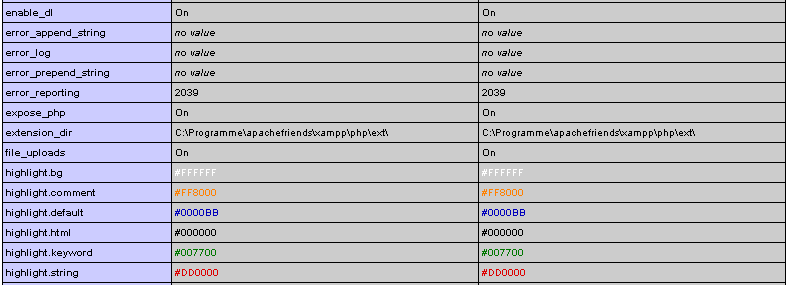 enable_dl On On
error_append_string no value no value
error_log no value no value
error_prepend_string no value no value
error_reporting 2039 2039
expose_php On On
extension_dir C:\Programme\apachefriends\xampp\php\ext\ C:\Programme\apachefriends\xampp\php\ext\
file_uploads On On
highlight.bg #FFFFFF #FFFFFF
highlight.comment #FF8000 #FF8000
highlight.default #0000BB #0000BB
highlight.html #000000 #000000
highlight.keyword #007700 #007700
highlight.string #DD0000 #DD0000